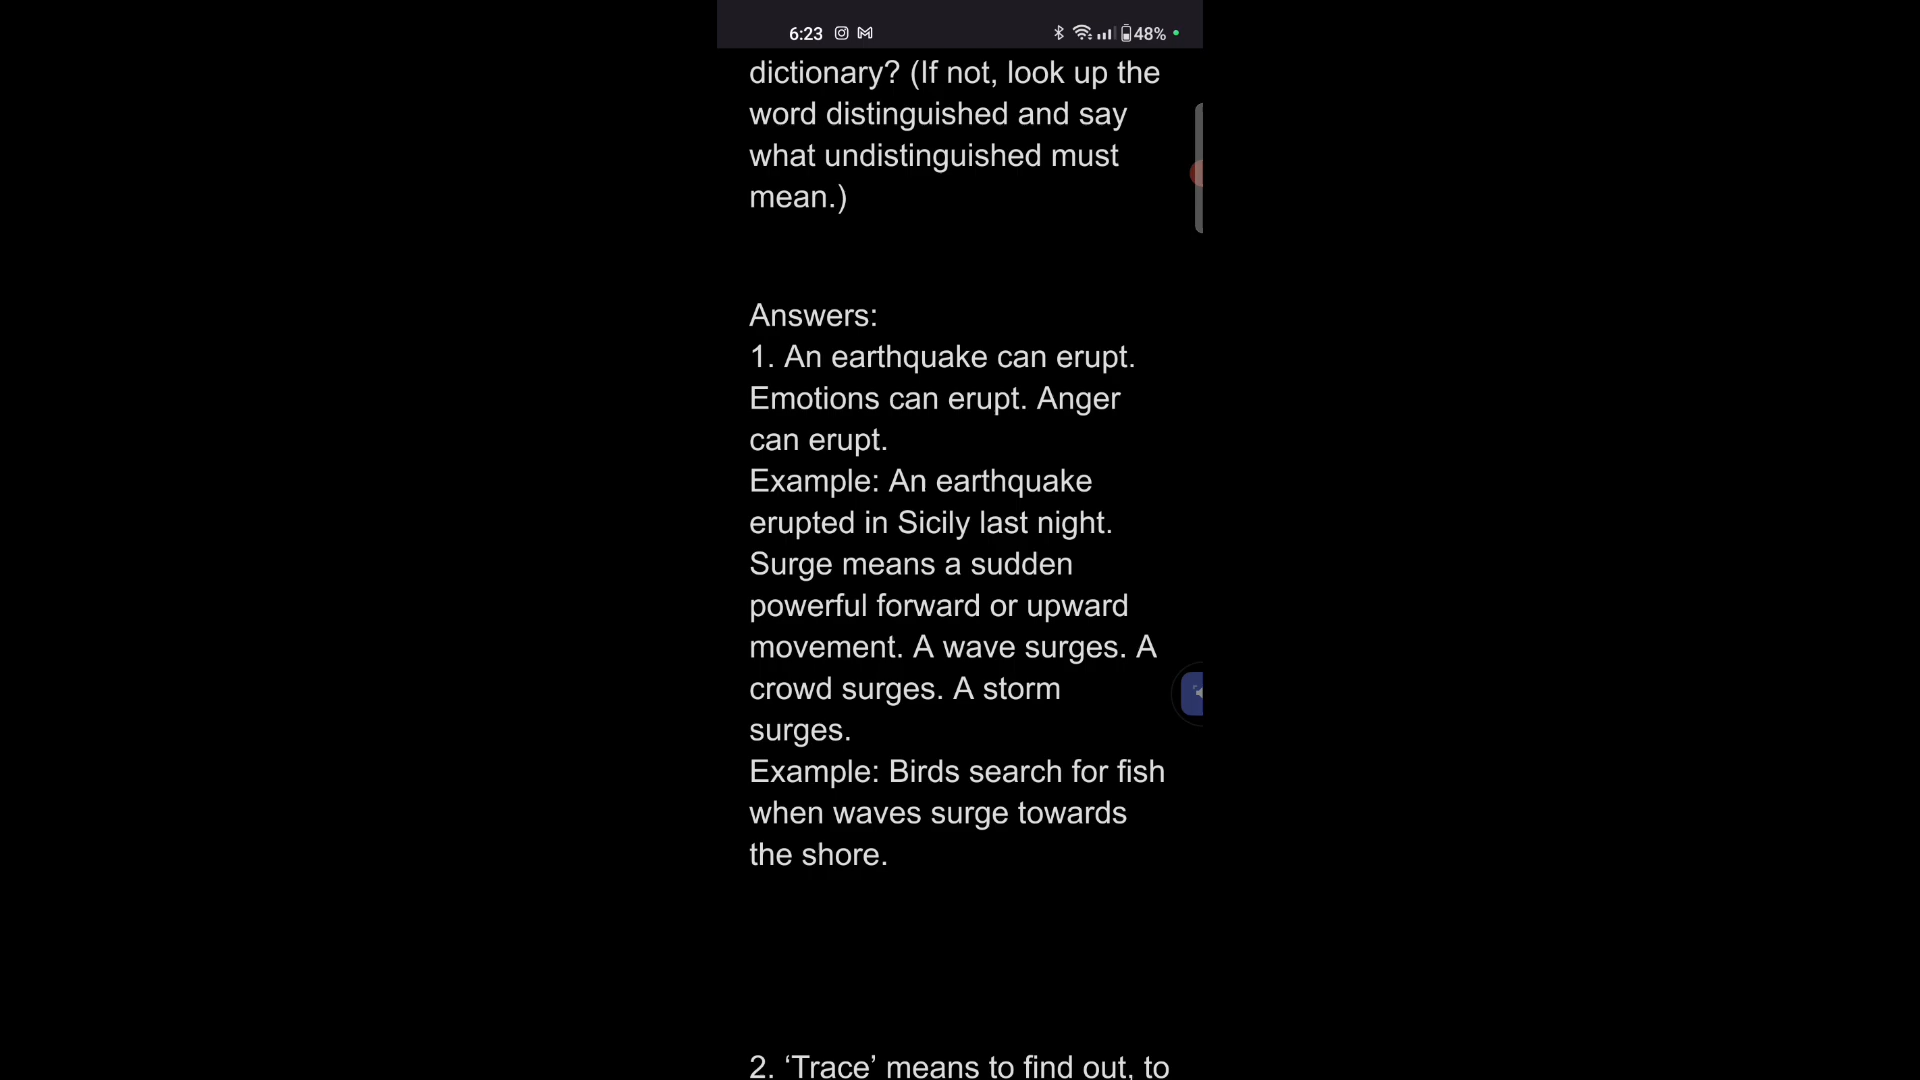 6:23 48%
dictionary? (If not, look up the
word distinguished and say
what undistinguished must
mean.)
Answers:
1. An earthquake can erupt.
Emotions can erupt. Anger
can erupt.
Example: An earthquake
erupted in Sicily last night.
Surge means a sudden
powerful forward or upward
movement. A wave surges. A
crowd surges. A storm
surges.
Example: Birds search for fish
when waves surge towards
the shore.
2. ‘Trace’ means to find out, to